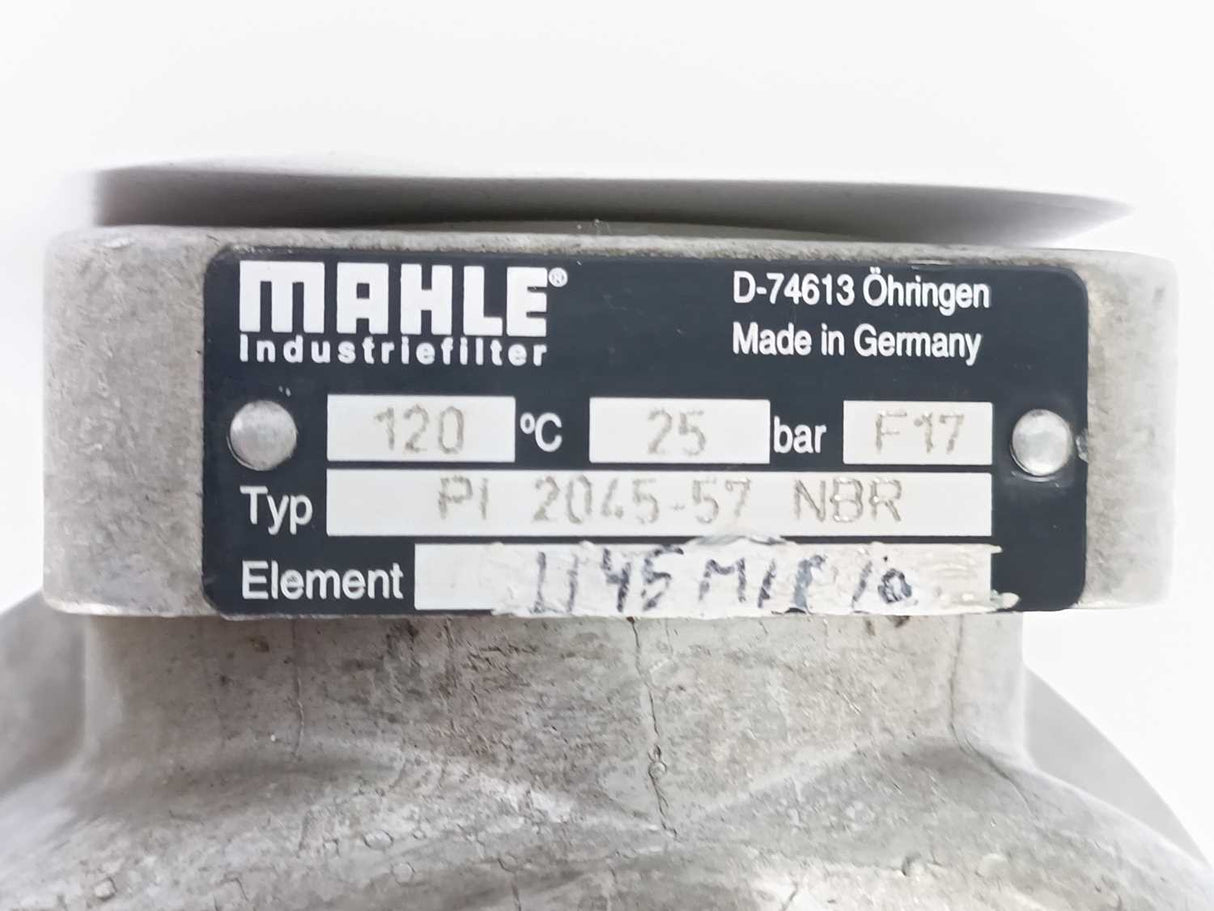 MAHLE®
Industriefilter
D-74613 Öhringen
Made in Germany
120 °C 25 bar F17
Typ PI 2045-57 NBR
Element